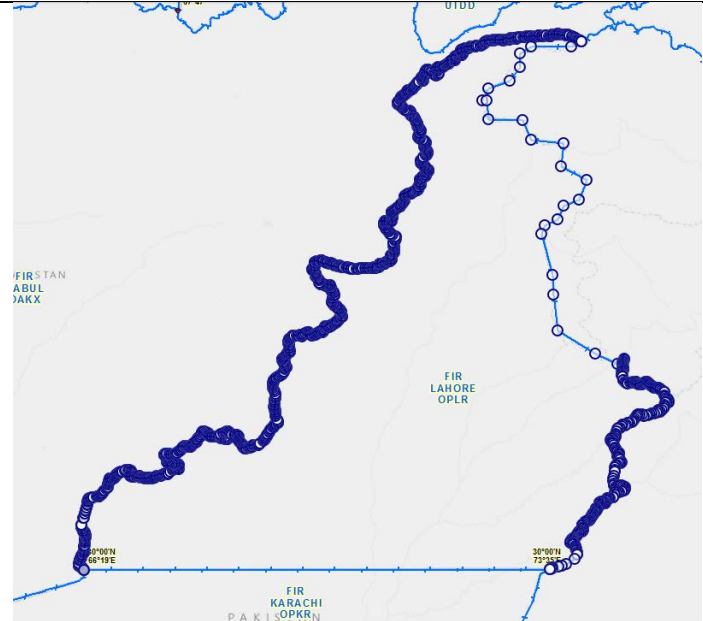 UTDD
STAN
FIR
ABUL
OAKX
FIR
LAHORE
OPLR
30°00'N
66°19'E
30°00'N
73°35'E
FIR
KARACHI
OPKR
PAKISTAN